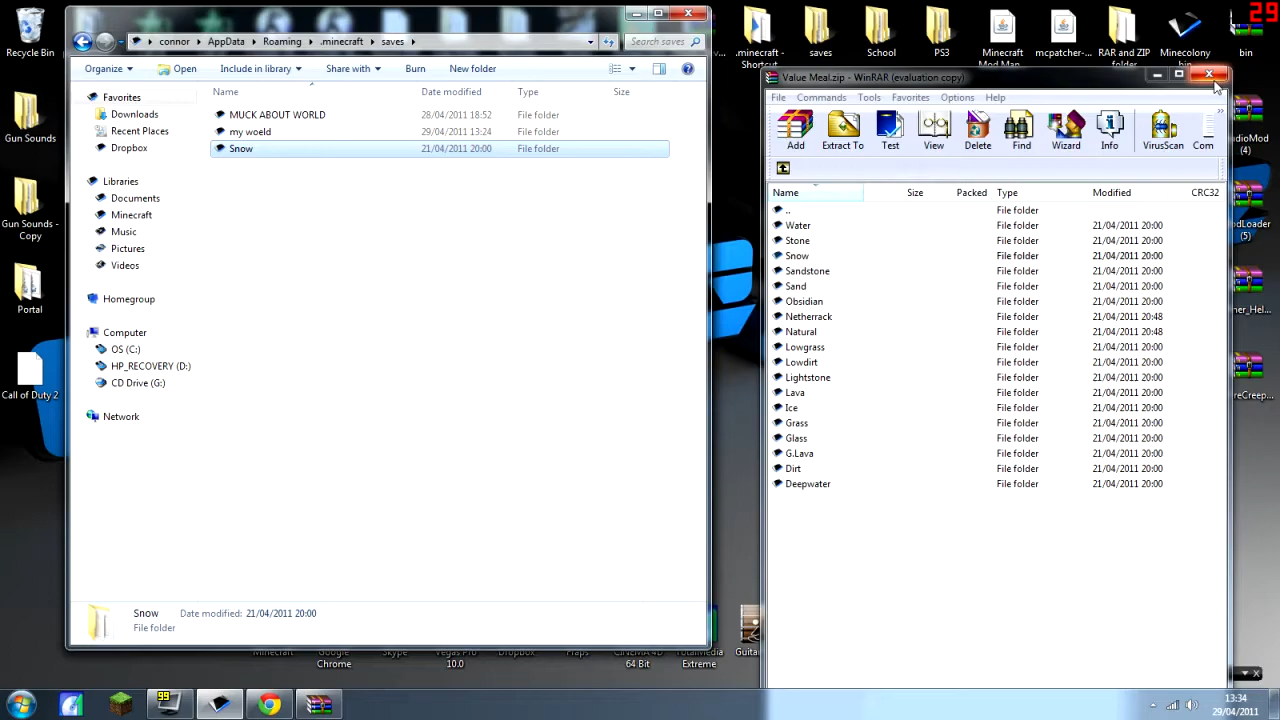 29
Recycle Bin
Gun Sounds
Gun Sounds - Copy
Portal
Call of Duty 2
connor AppData Roaming .minecraft saves
Search saves
Organize Open Include in library Share with Burn New folder
Favorites
Downloads
Recent Places
Dropbox
Libraries
Documents
Minecraft
Music
Pictures
Videos
Homegroup
Computer
OS (C:)
HP_RECOVERY (D:)
CD Drive (G:)
Network
Name Date modified Type Size
MUCK ABOUT WORLD 28/04/2011 18:52 File folder
my woeld 29/04/2011 13:24 File folder
Snow 21/04/2011 20:00 File folder
Snow Date modified: 21/04/2011 20:00
File folder
.minecraft - saves School PS3 Minecraft mcpatcher- RAR and ZIP Minecolony bin
Value Meal.zip - WinRAR (evaluation copy)
File Commands Tools Favorites Options Help
Add Extract To Test View Delete Find Wizard Info VirusScan Com
Name Size Packed Type Modified CRC32
.. File folder
Water File folder 21/04/2011 20:00
Stone File folder 21/04/2011 20:00
Snow File folder 21/04/2011 20:00
Sandstone File folder 21/04/2011 20:00
Sand File folder 21/04/2011 20:00
Obsidian File folder 21/04/2011 20:00
Netherrack File folder 21/04/2011 20:48
Natural File folder 21/04/2011 20:48
Lowgrass File folder 21/04/2011 20:00
Lowdirt File folder 21/04/2011 20:00
Lightstone File folder 21/04/2011 20:00
Lava File folder 21/04/2011 20:00
Ice File folder 21/04/2011 20:00
Grass File folder 21/04/2011 20:00
Glass File folder 21/04/2011 20:00
G.Lava File folder 21/04/2011 20:00
Dirt File folder 21/04/2011 20:00
Deepwater File folder 21/04/2011 20:00
Minecraft Google Chrome Skype Vegas Pro 10.0 Dropbox Fraps CINEMA 4D 64 Bit TotalMedia Extreme
99
13:34
29/04/2011